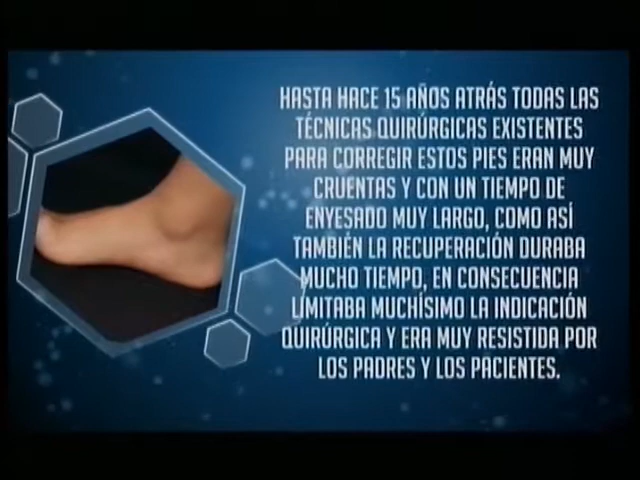 HASTA HACE 15 AÑOS ATRÁS TODAS LAS
TÉCNICAS QUIRÚRGICAS EXISTENTES
PARA CORREGIR ESTOS PIES ERAN MUY
CRUENTAS Y CON UN TIEMPO DE
ENYESADO MUY LARGO, COMO ASÍ
TAMBIÉN LA RECUPERACIÓN DURABA
MUCHO TIEMPO, EN CONSECUENCIA
LIMITABA MUCHÍSIMO LA INDICACIÓN
QUIRÚRGICA Y ERA MUY RESISTIDA POR
LOS PADRES Y LOS PACIENTES.